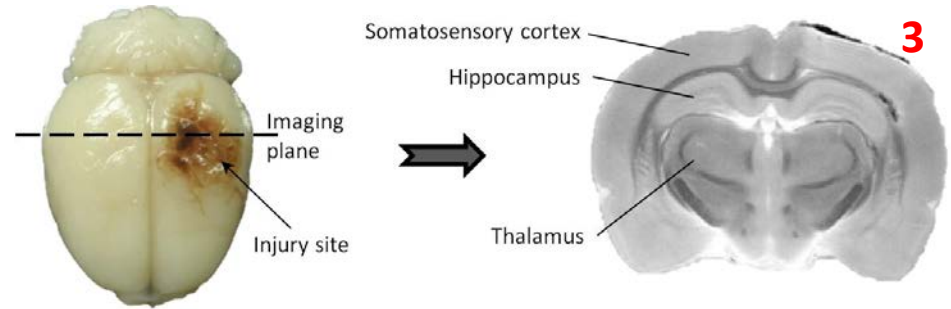 Somatosensory cortex
Hippocampus
3
Imaging
plane
Injury site
Thalamus